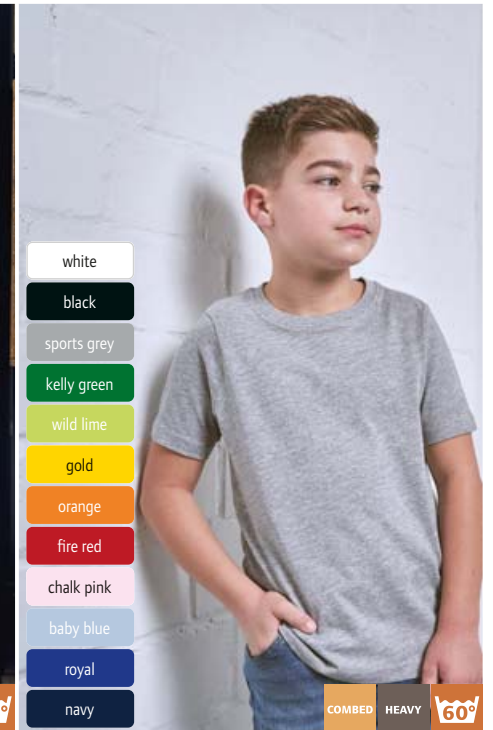 white
black
sports grey
kelly green
wild lime
gold
orange
fire red
chalk pink
baby blue
royal
navy
COMBED HEAVY 60°